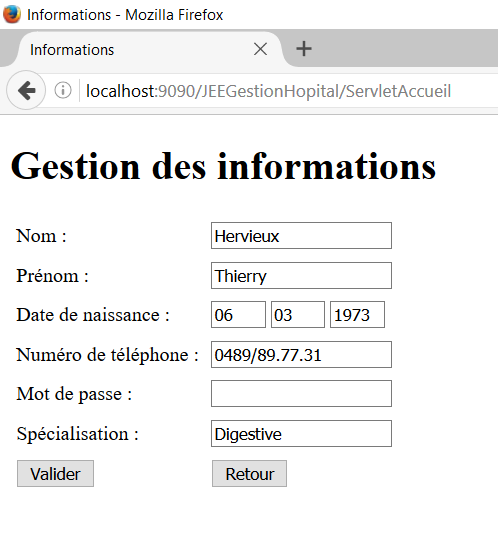 Informations - Mozilla Firefox
Informations
localhost:9090/JEEGestionHopital/ServletAccueil
Gestion des informations
Nom : Hervieux
Prénom : Thierry
Date de naissance : 06 03 1973
Numéro de téléphone : 0489/89.77.31
Mot de passe :
Spécialisation : Digestive
Valider Retour